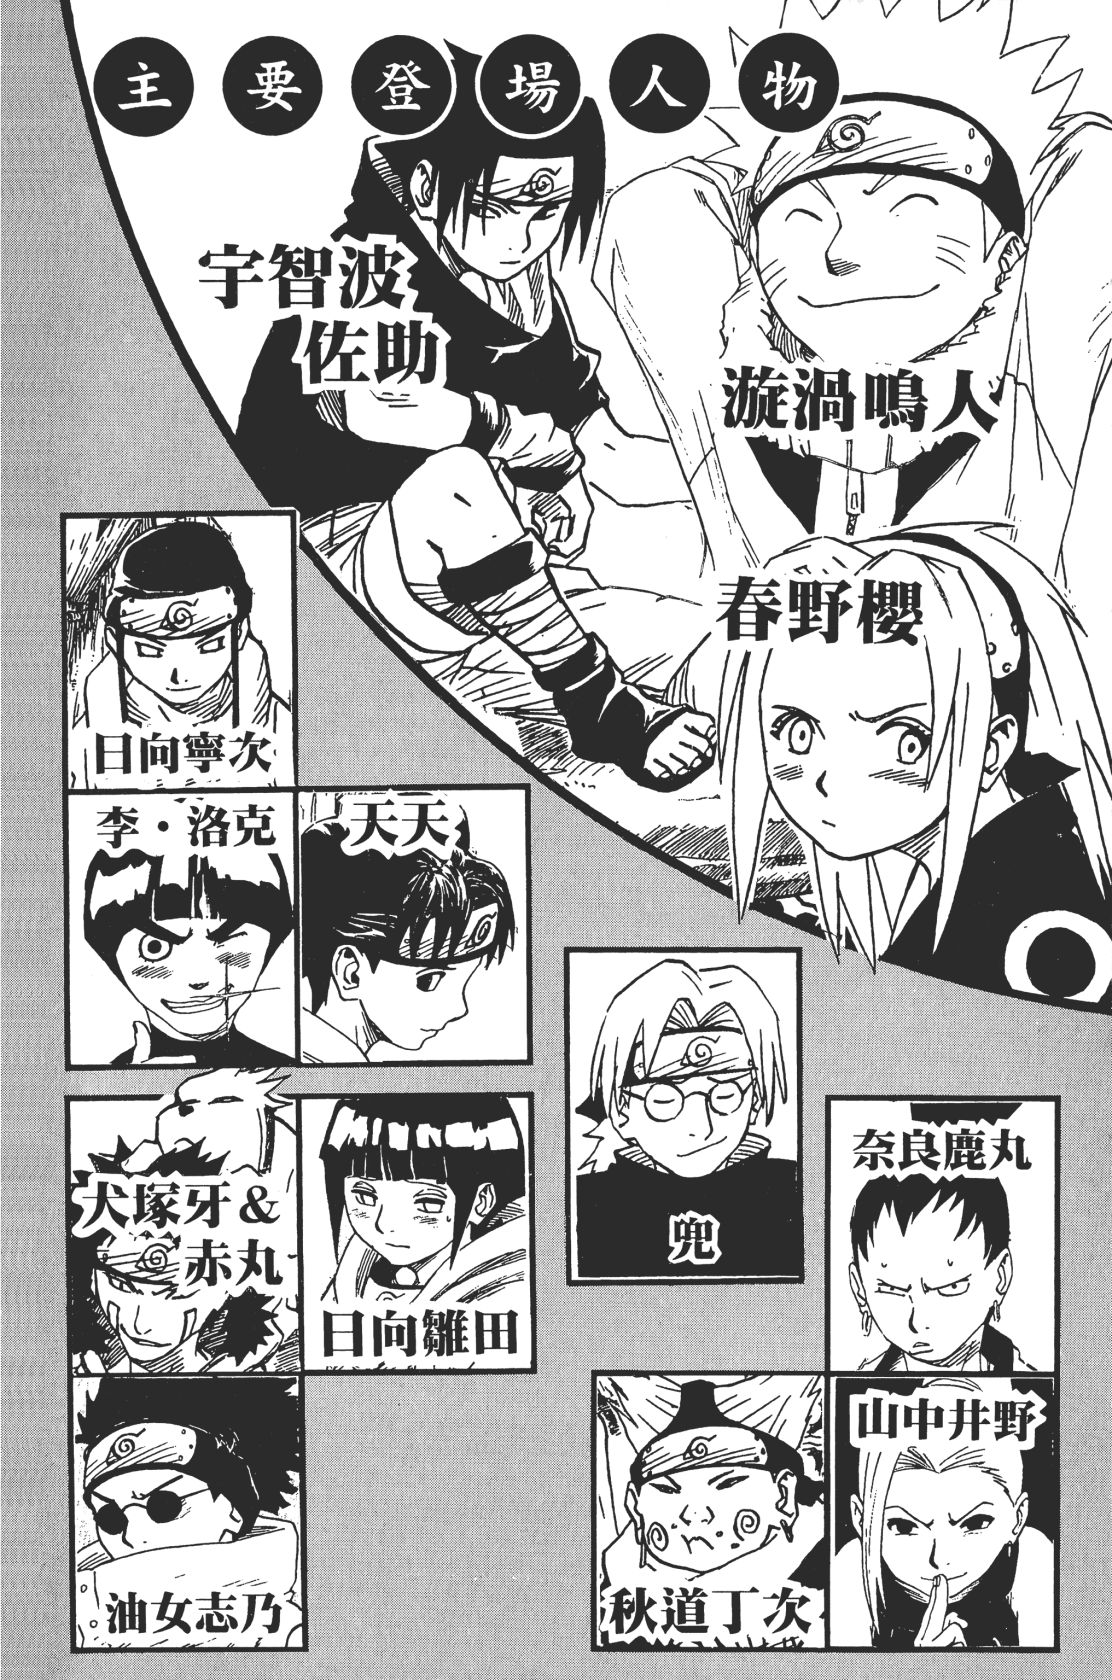 主要登場人物
宇智波
佐助
漩渦鳴人
春野櫻
日向寧次
李・洛克
天天
犬塚牙&
赤丸
日向雛田
油女志乃
兜
奈良鹿丸
山中井野
秋道丁次